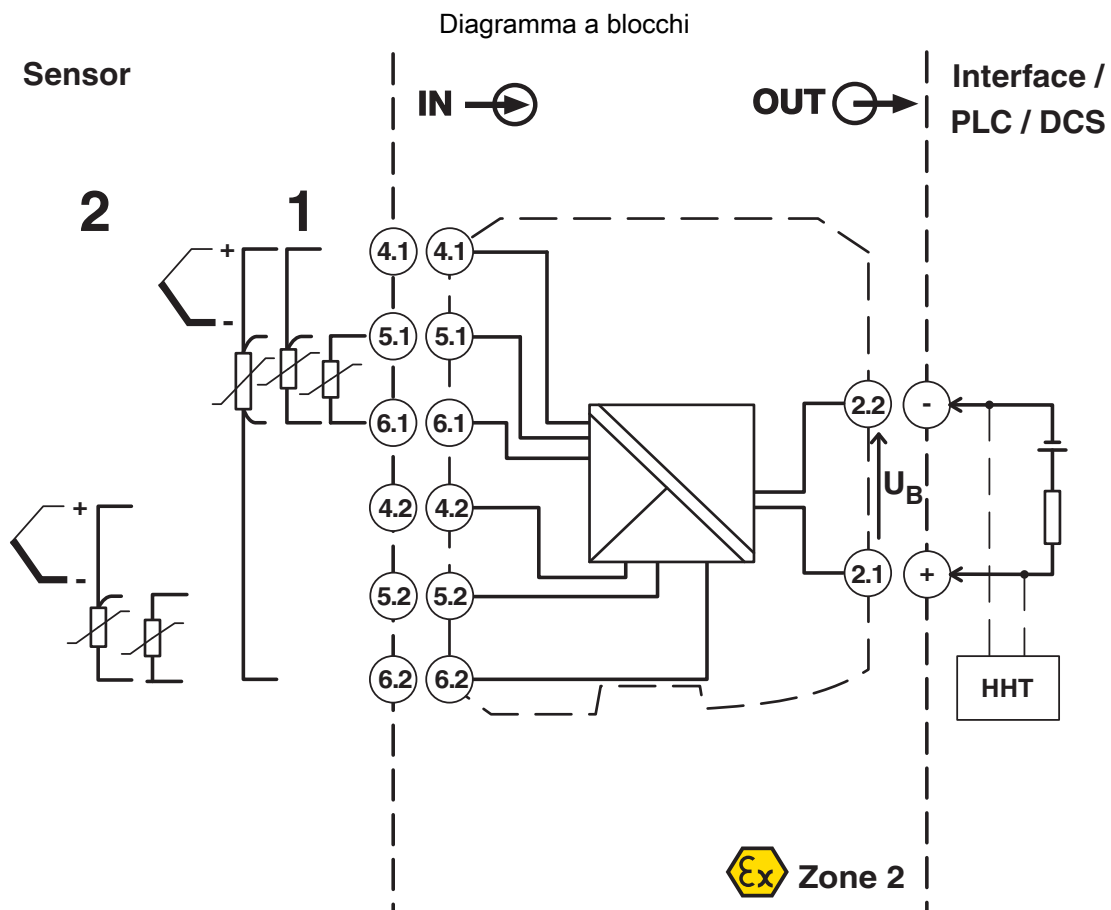 Diagramma a blocchi
Sensor
IN
OUT
Interface /
PLC / DCS
2
1
+
-
4.1
4.1
5.1
5.1
6.1
6.1
2.2
-
UB
4.2
4.2
+
-
5.2
5.2
2.1
+
6.2
6.2
HHT
Ex Zone 2